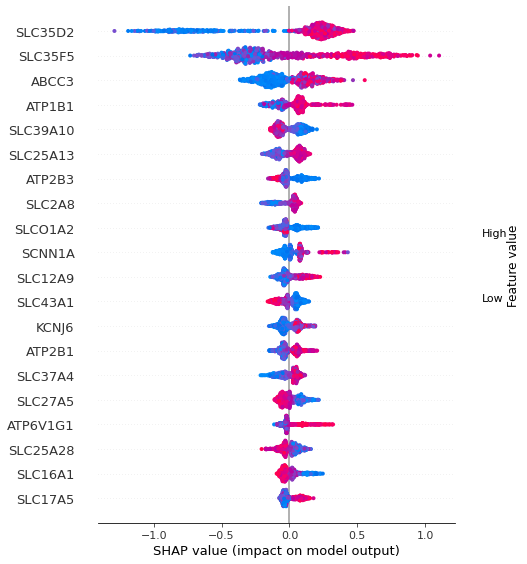 SLC35D2
SLC35F5
ABCC3
ATP1B1
SLC39A10
SLC25A13
ATP2B3
SLC2A8
SLCO1A2
SCNN1A
SLC12A9
SLC43A1
KCNJ6
ATP2B1
SLC37A4
SLC27A5
ATP6V1G1
SLC25A28
SLC16A1
SLC17A5
−1.0 −0.5 0.0 0.5 1.0
SHAP value (impact on model output)
High
Low
Feature value